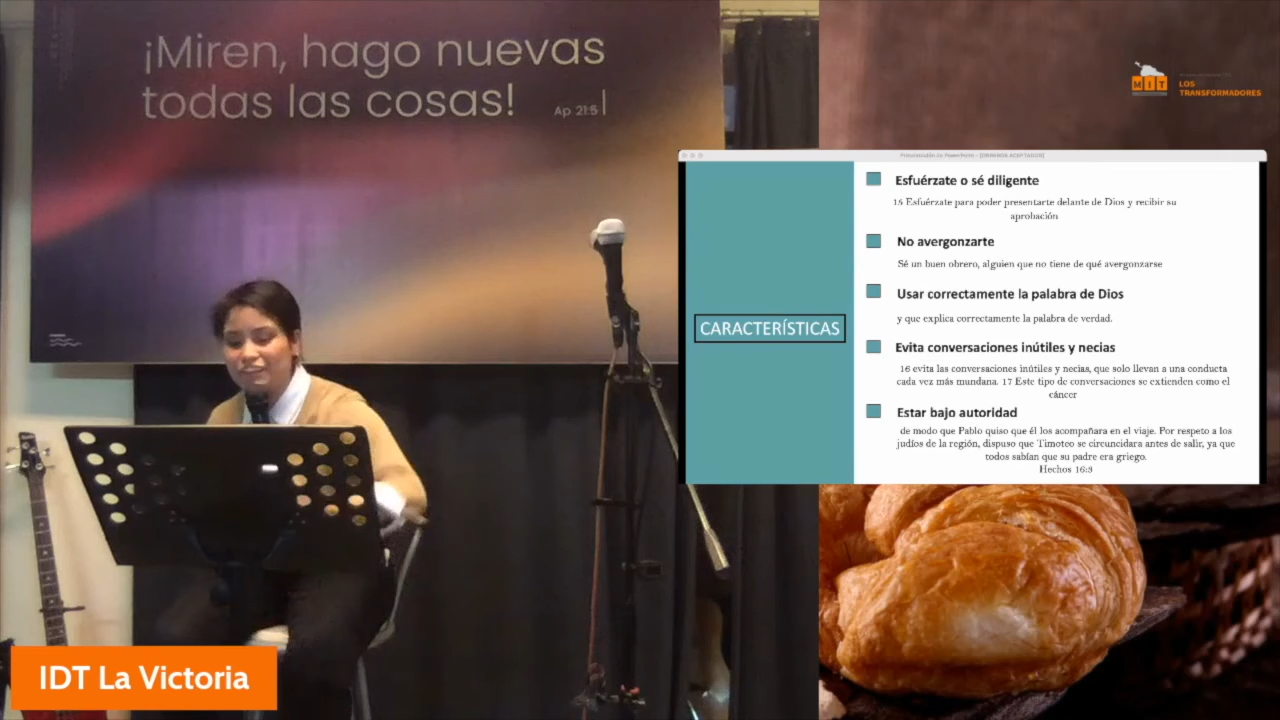 ¡Miren, hago nuevas
todas las cosas!
Ap 21:5
MIT
LOS
TRANSFORMADORES
CARACTERÍSTICAS
Esfuérzate o sé diligente
15 Esfuérzate para poder presentarte delante de Dios y recibir su
aprobación
No avergonzarte
Sé un buen obrero, alguien que no tiene de qué avergonzarse
Usar correctamente la palabra de Dios
y que explica correctamente la palabra de verdad.
Evita conversaciones inútiles y necias
16 evita las conversaciones inútiles y necias, que solo llevan a una conducta
cada vez más mundana. 17 Este tipo de conversaciones se extienden como el
cáncer
Estar bajo autoridad
de modo que Pablo quiso que él los acompañara en el viaje. Por respeto a los
judíos de la región, dispuso que Timoteo se circuncidara antes de salir, ya que
todos sabían que su padre era griego.
Hechos 16:3
IDT La Victoria